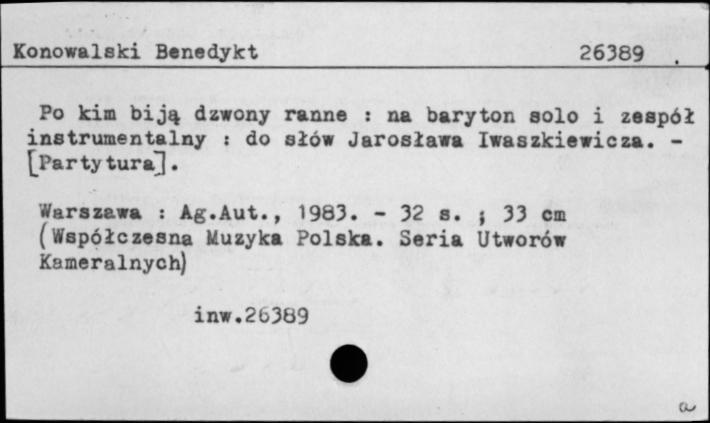 Konowalski Benedykt 26389 .
Po kim biją dzwony ranne : na baryton solo i zespół
instrumentalny : do słów Jarosława Iwaszkiewicza. -
[Partytura].
Warszawa : Ag.Aut., 1983. - 32 s. ; 33 cm
(Współczesna Muzyka Polska. Seria Utworów
Kameralnych)
inw.26389
a